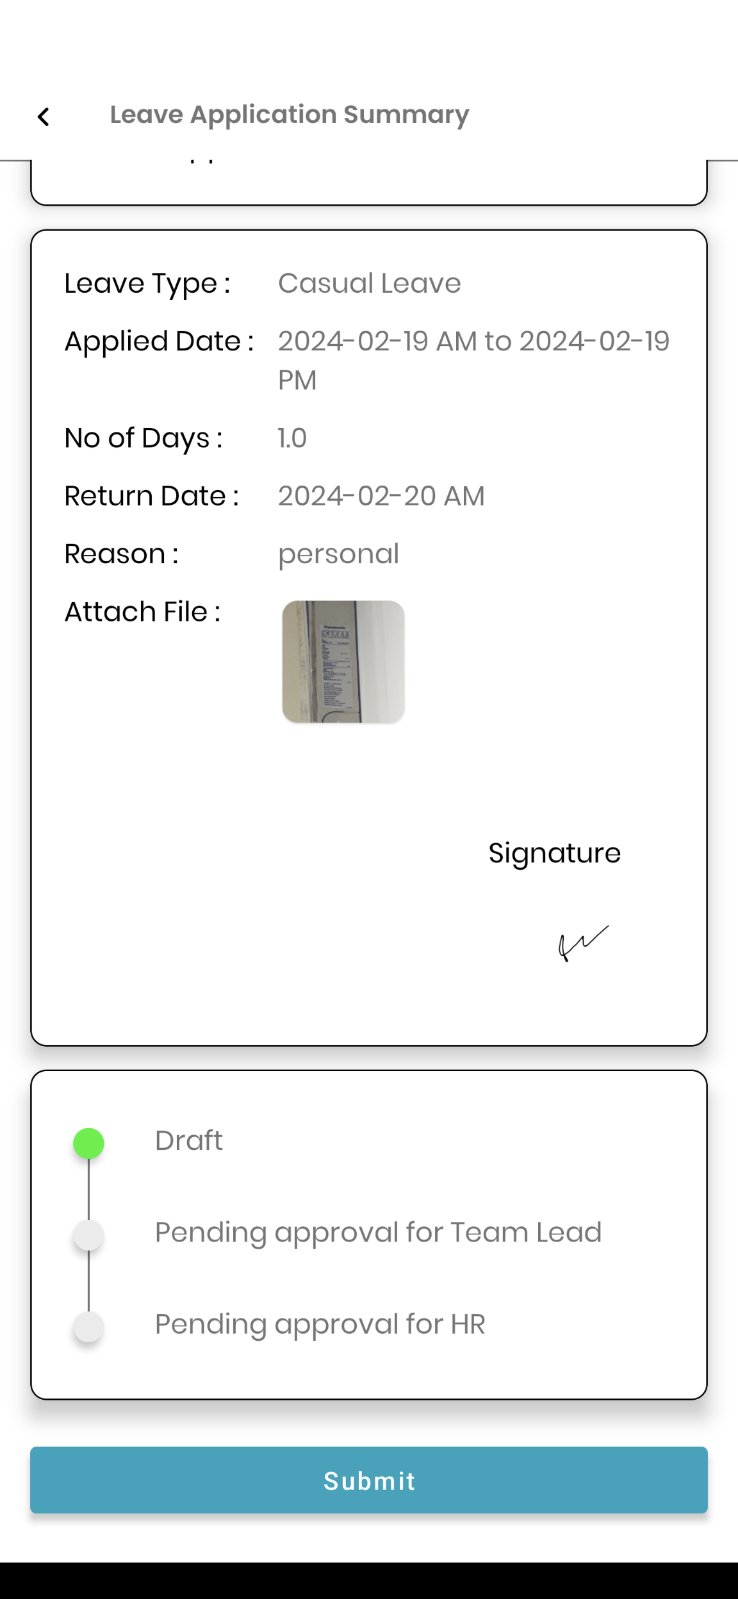 Leave Application Summary
Leave Type : Casual Leave
Applied Date : 2024-02-19 AM to 2024-02-19
PM
No of Days : 1.0
Return Date : 2024-02-20 AM
Reason : personal
Attach File :
Panasonic
Signature
Draft
Pending approval for Team Lead
Pending approval for HR
Submit